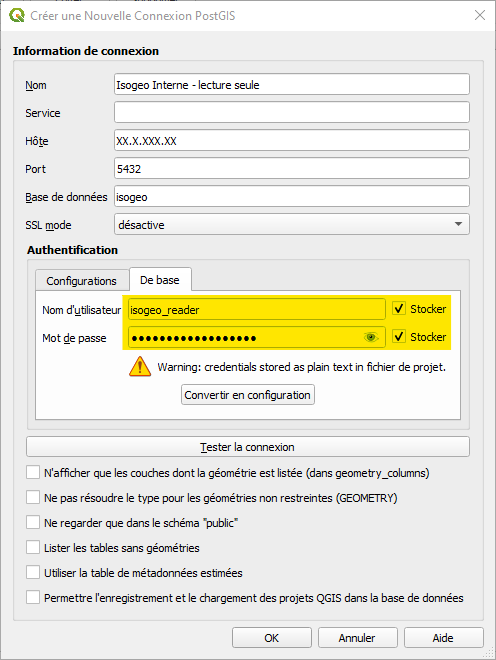 Créer une Nouvelle Connexion PostGIS
Information de connexion
Nom Isogeo Interne - lecture seule
Service
Hôte XX.X.XXX.XX
Port 5432
Base de données isogeo
SSL mode désactive
Authentification
Configurations De base
Nom d'utilisateur isogeo_reader Stocker
Mot de passe ●●●●●●●●●●●●●●●●●● Stocker
Warning: credentials stored as plain text in fichier de projet.
Convertir en configuration
Tester la connexion
N'afficher que les couches dont la géométrie est listée (dans geometry_columns)
Ne pas résoudre le type pour les géométries non restreintes (GEOMETRY)
Ne regarder que dans le schéma "public"
Lister les tables sans géométries
Utiliser la table de métadonnées estimées
Permettre l'enregistrement et le chargement des projets QGIS dans la base de données
OK Annuler Aide